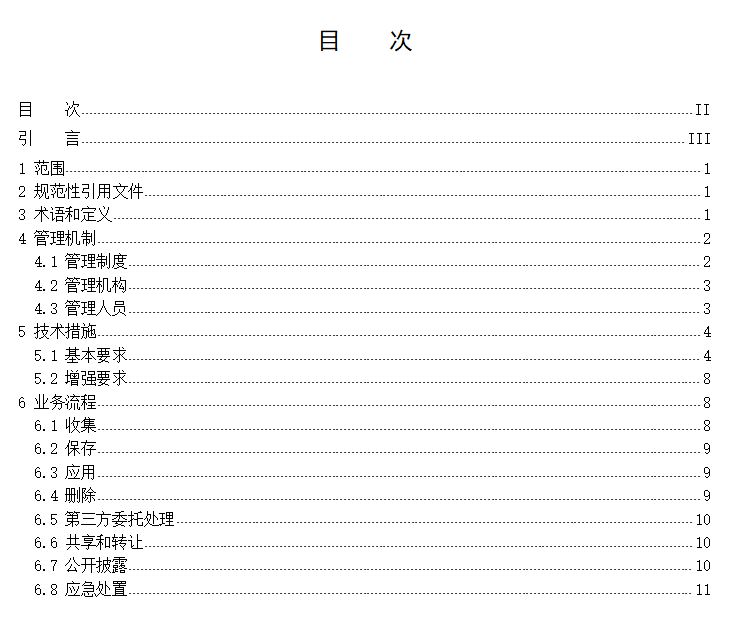 目　　次
目　　次........................II
引　　言........................III
1 范围........................1
2 规范性引用文件........................1
3 术语和定义........................1
4 管理机制........................2
4.1 管理制度........................2
4.2 管理机构........................3
4.3 管理人员........................3
5 技术措施........................4
5.1 基本要求........................4
5.2 增强要求........................8
6 业务流程........................8
6.1 收集........................8
6.2 保存........................9
6.3 应用........................9
6.4 删除........................9
6.5 第三方委托处理........................10
6.6 共享和转让........................10
6.7 公开披露........................10
6.8 应急处置........................11